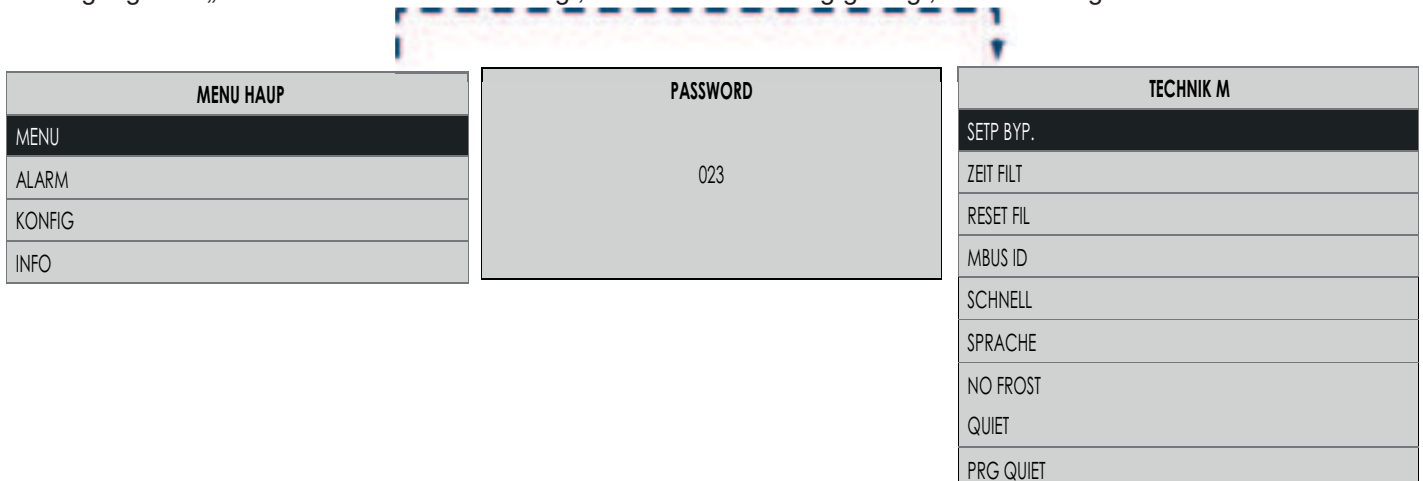 MENU HAUP
MENU
ALARM
KONFIG
INFO
PASSWORD
023
TECHNIK M
SETP BYP.
ZEIT FILT
RESET FIL
MBUS ID
SCHNELL
SPRACHE
NO FROST
QUIET
PRG QUIET